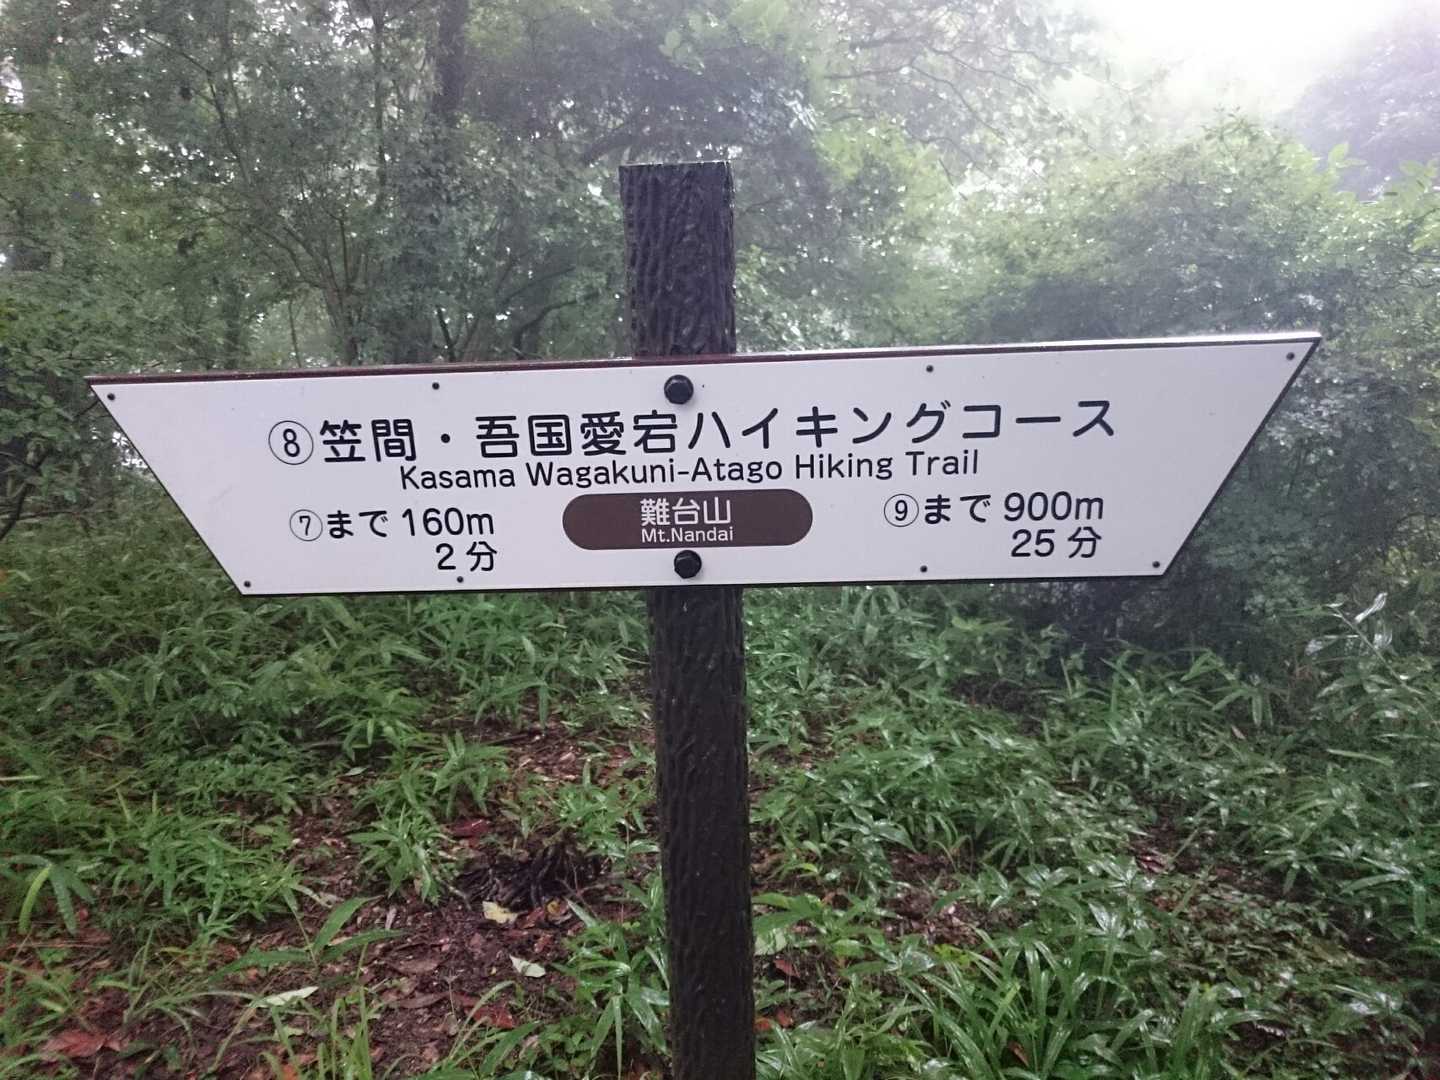 ⑧笠間・吾国愛宕ハイキングコース
Kasama Wagakuni-Atago Hiking Trail
⑦まで 160m
2分
難台山
Mt.Nandai
⑨まで 900m
25分